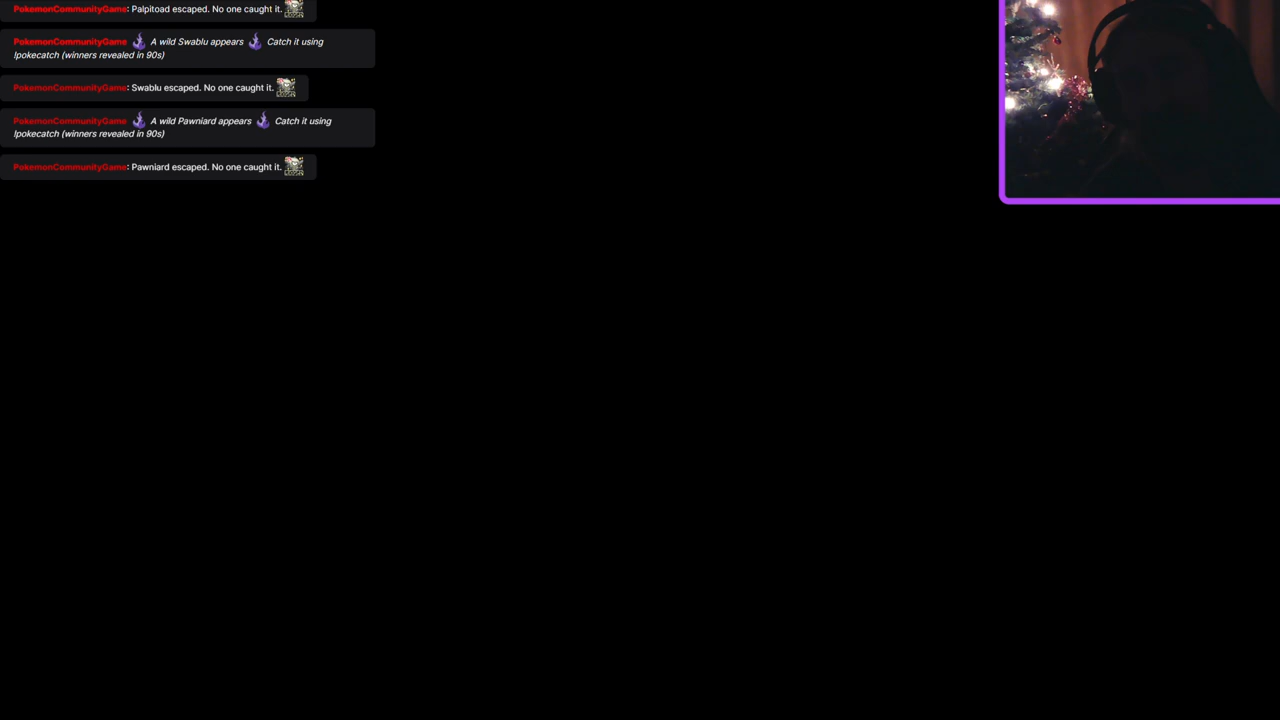 PokemonCommunityGame: Palpitoad escaped. No one caught it.
PokemonCommunityGame A wild Swablu appears Catch it using
!pokecatch (winners revealed in 90s)
PokemonCommunityGame: Swablu escaped. No one caught it.
PokemonCommunityGame A wild Pawniard appears Catch it using
!pokecatch (winners revealed in 90s)
PokemonCommunityGame: Pawniard escaped. No one caught it.